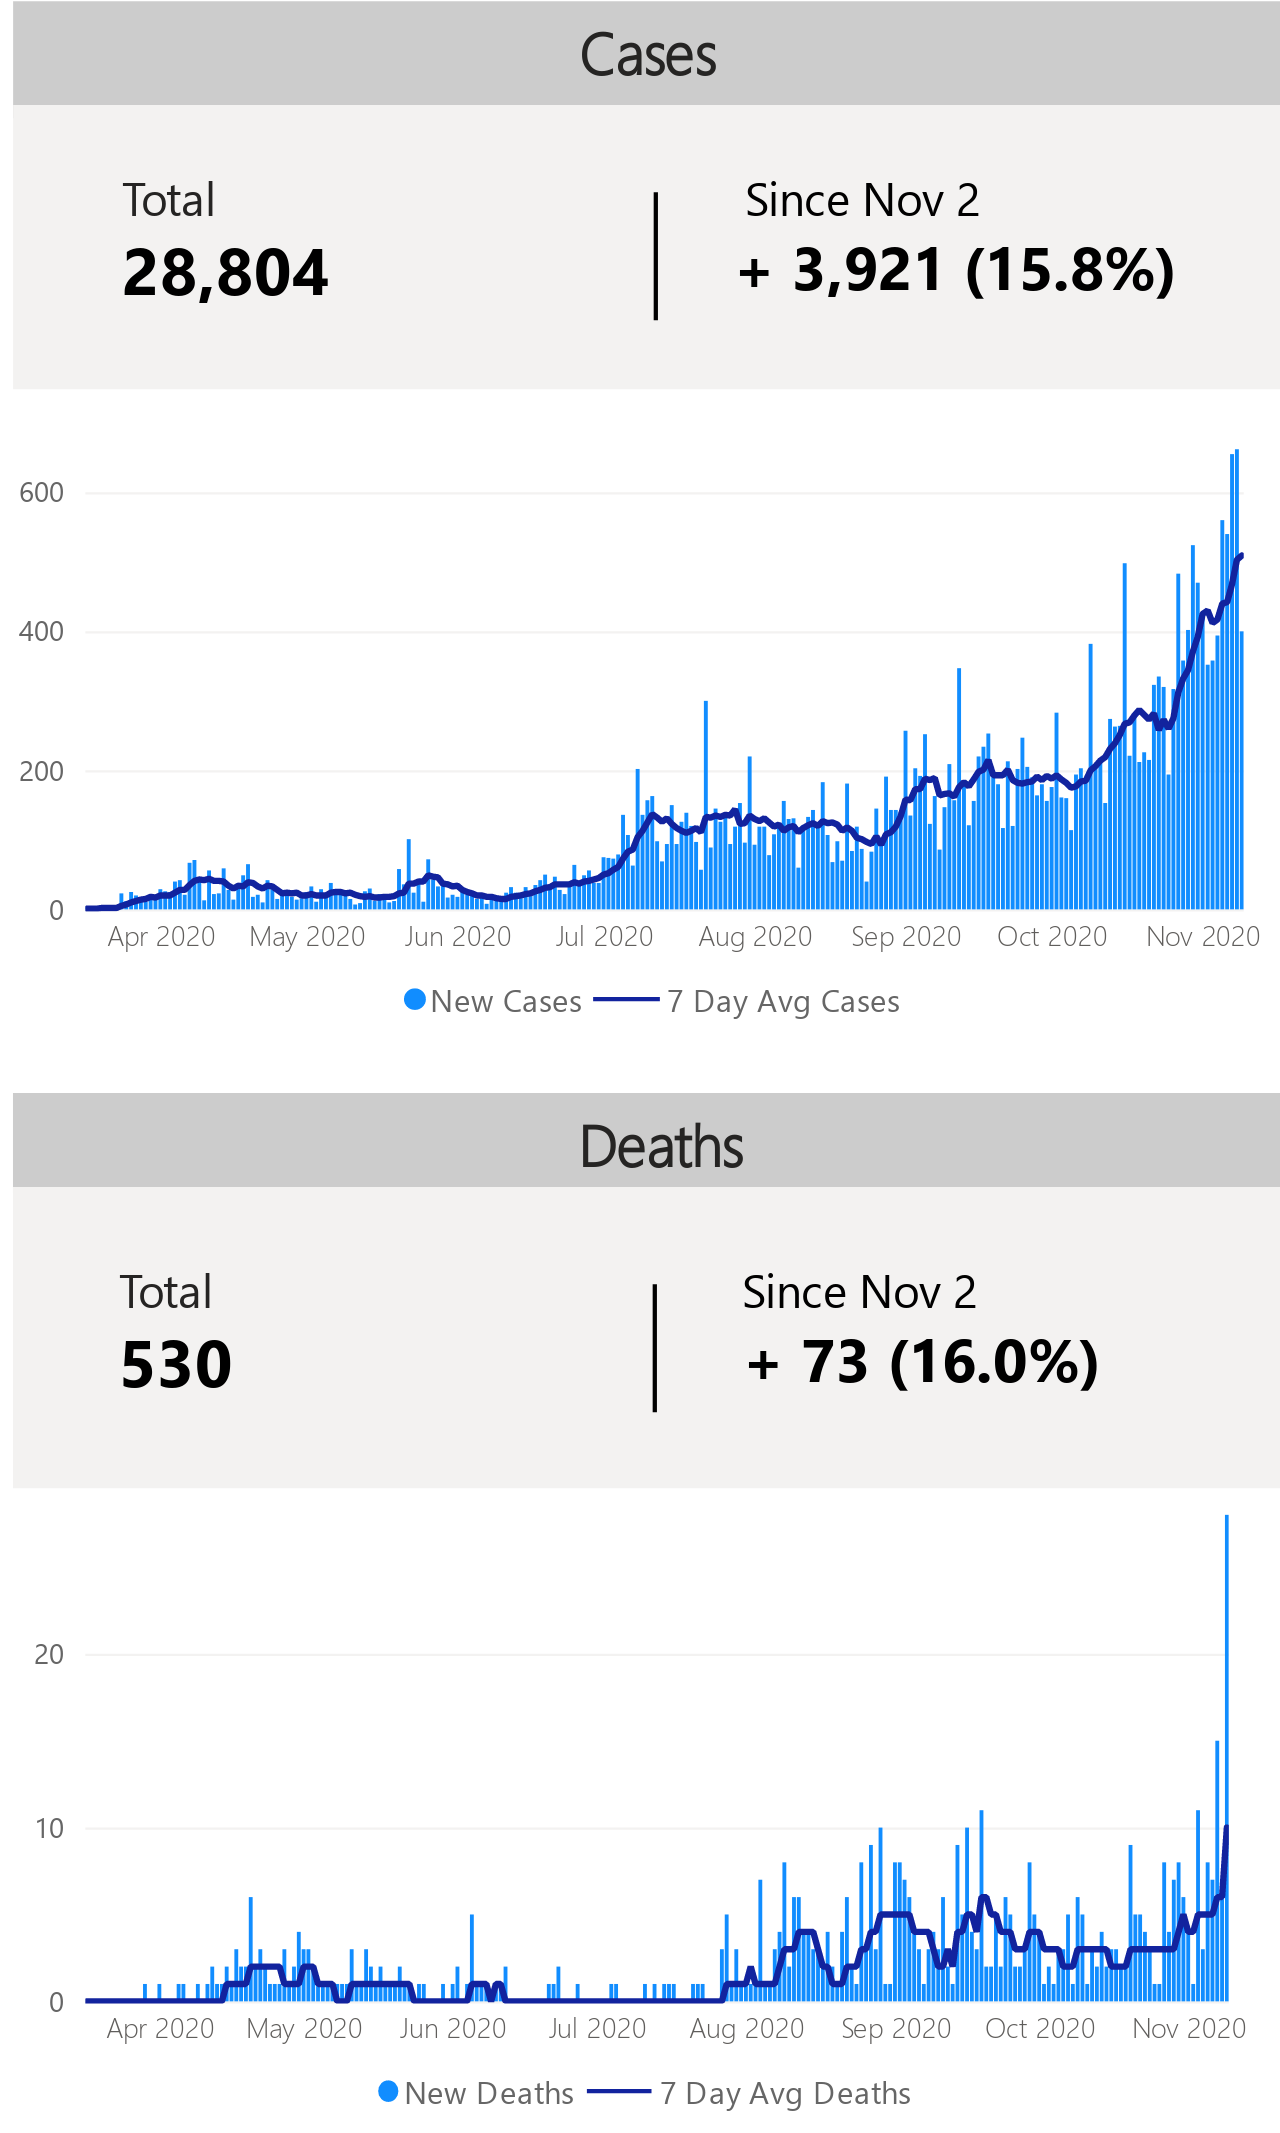 Cases
Total
Since Nov 2
28,804
+ 3,921 (15.8%)
600
400
200
0
Apr 2020 May 2020 Jun 2020 Jul 2020 Aug 2020 Sep 2020 Oct 2020 Nov 2020
New Cases 7 Day Avg Cases
Deaths
Total
Since Nov 2
530
+ 73 (16.0%)
20
10
0
Apr 2020 May 2020 Jun 2020 Jul 2020 Aug 2020 Sep 2020 Oct 2020 Nov 2020
New Deaths 7 Day Avg Deaths